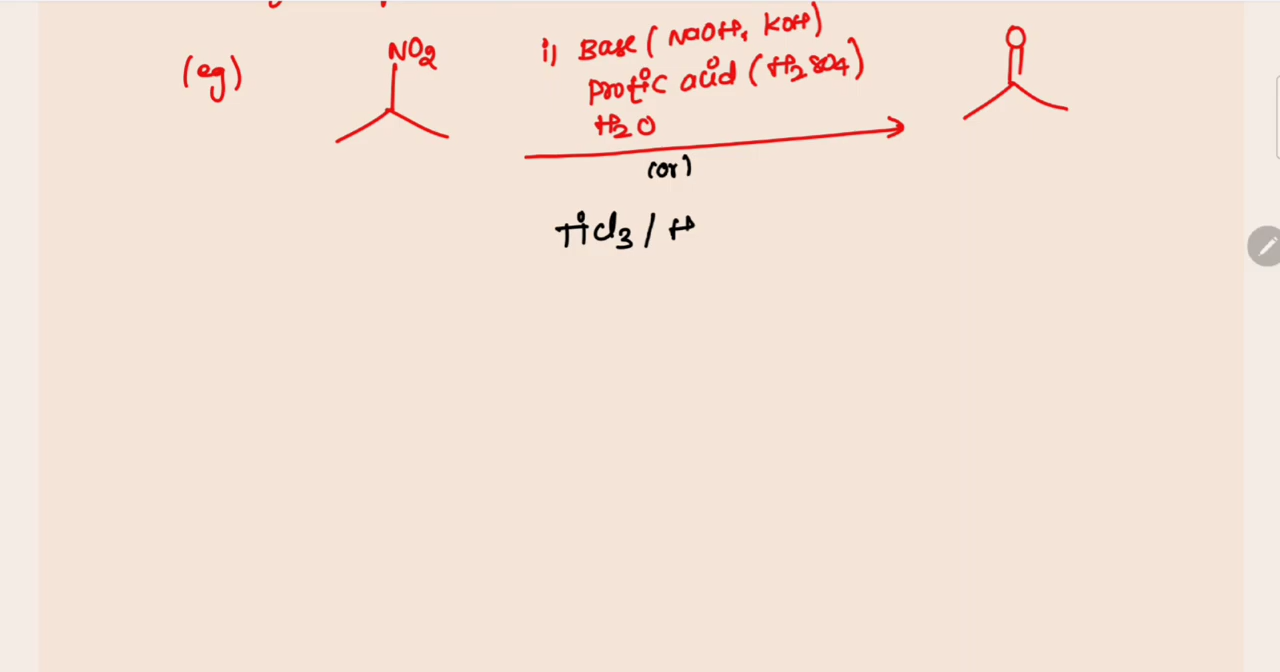 (eg)
NO2
i) Base (NaOH, KOH)
Protic acid (H2SO4)
H2O
(or)
TiCl3 / H
O